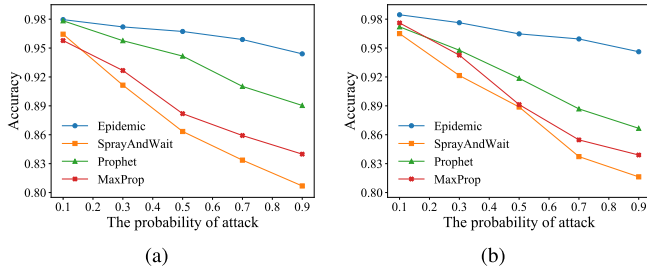 0.98
0.95
0.92
0.89
0.86
0.83
0.80
Accuracy
Epidemic
SprayAndWait
Prophet
MaxProp
0.1 0.2 0.3 0.4 0.5 0.6 0.7 0.8 0.9
The probability of attack
(a)
0.98
0.95
0.92
0.89
0.86
0.83
0.80
Accuracy
Epidemic
SprayAndWait
Prophet
MaxProp
0.1 0.2 0.3 0.4 0.5 0.6 0.7 0.8 0.9
The probability of attack
(b)